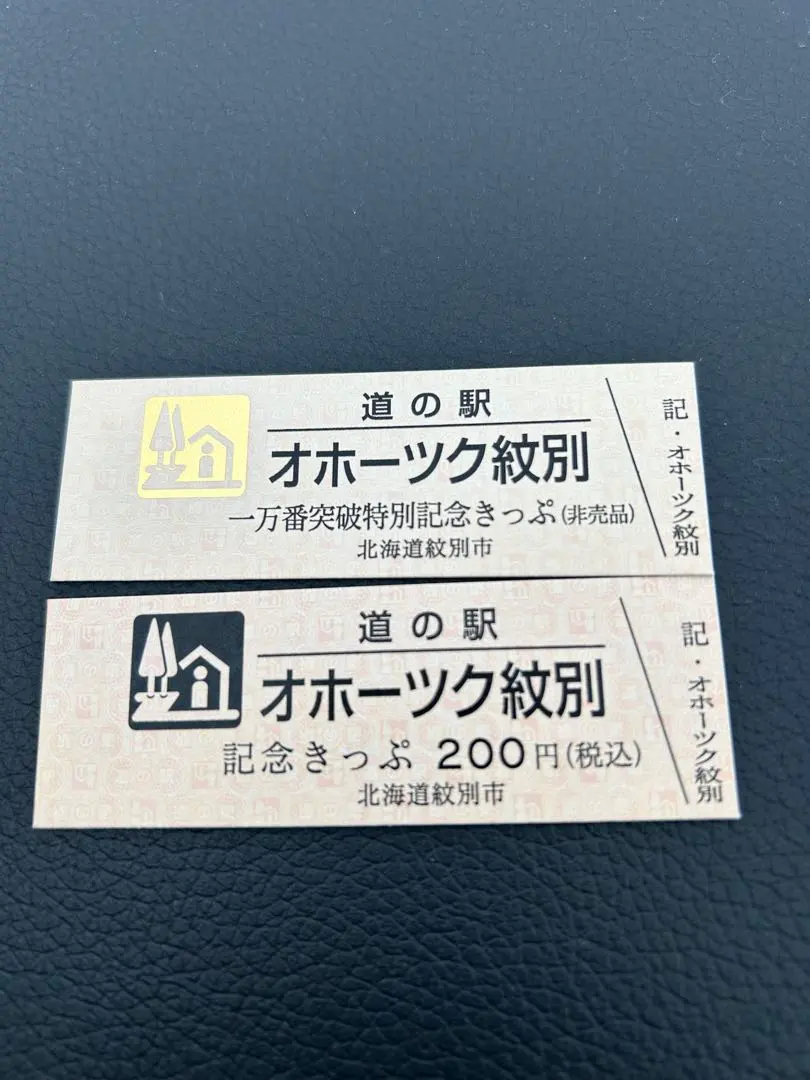 道の駅
オホーツク紋別
一万番突破特別記念きっぷ(非売品)
北海道紋別市
記・オホーツク紋別
道の駅
オホーツク紋別
記念きっぷ 200円(税込)
北海道紋別市
記・オホーツク紋別